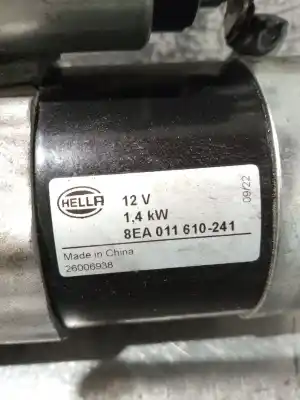 HELLA
12 V
1,4 kW
8EA 011 610-241
09/22
Made in China
26006938